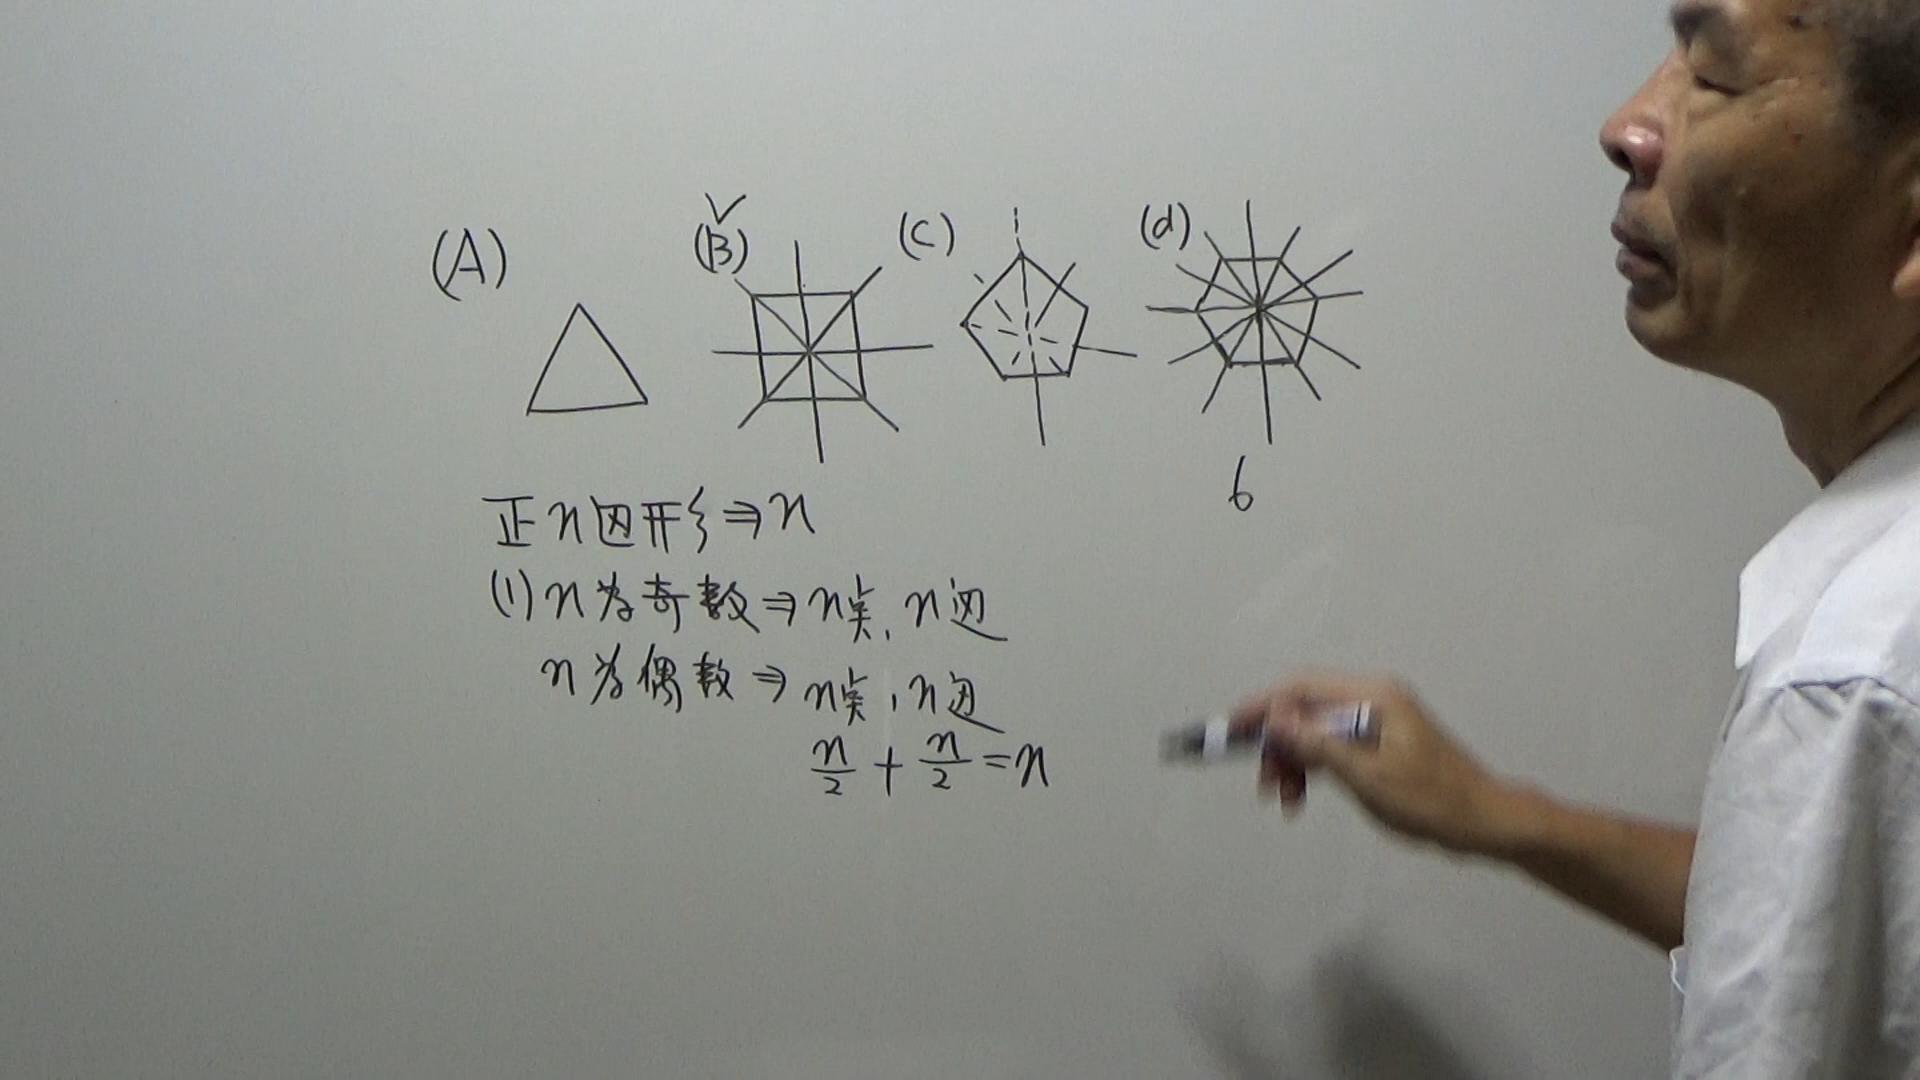 (A) (B) (C) (d)
6
正n边形⇒n
(1) n为奇数⇒n点, n边
n为偶数⇒n点, n边
n/2 + n/2 = n